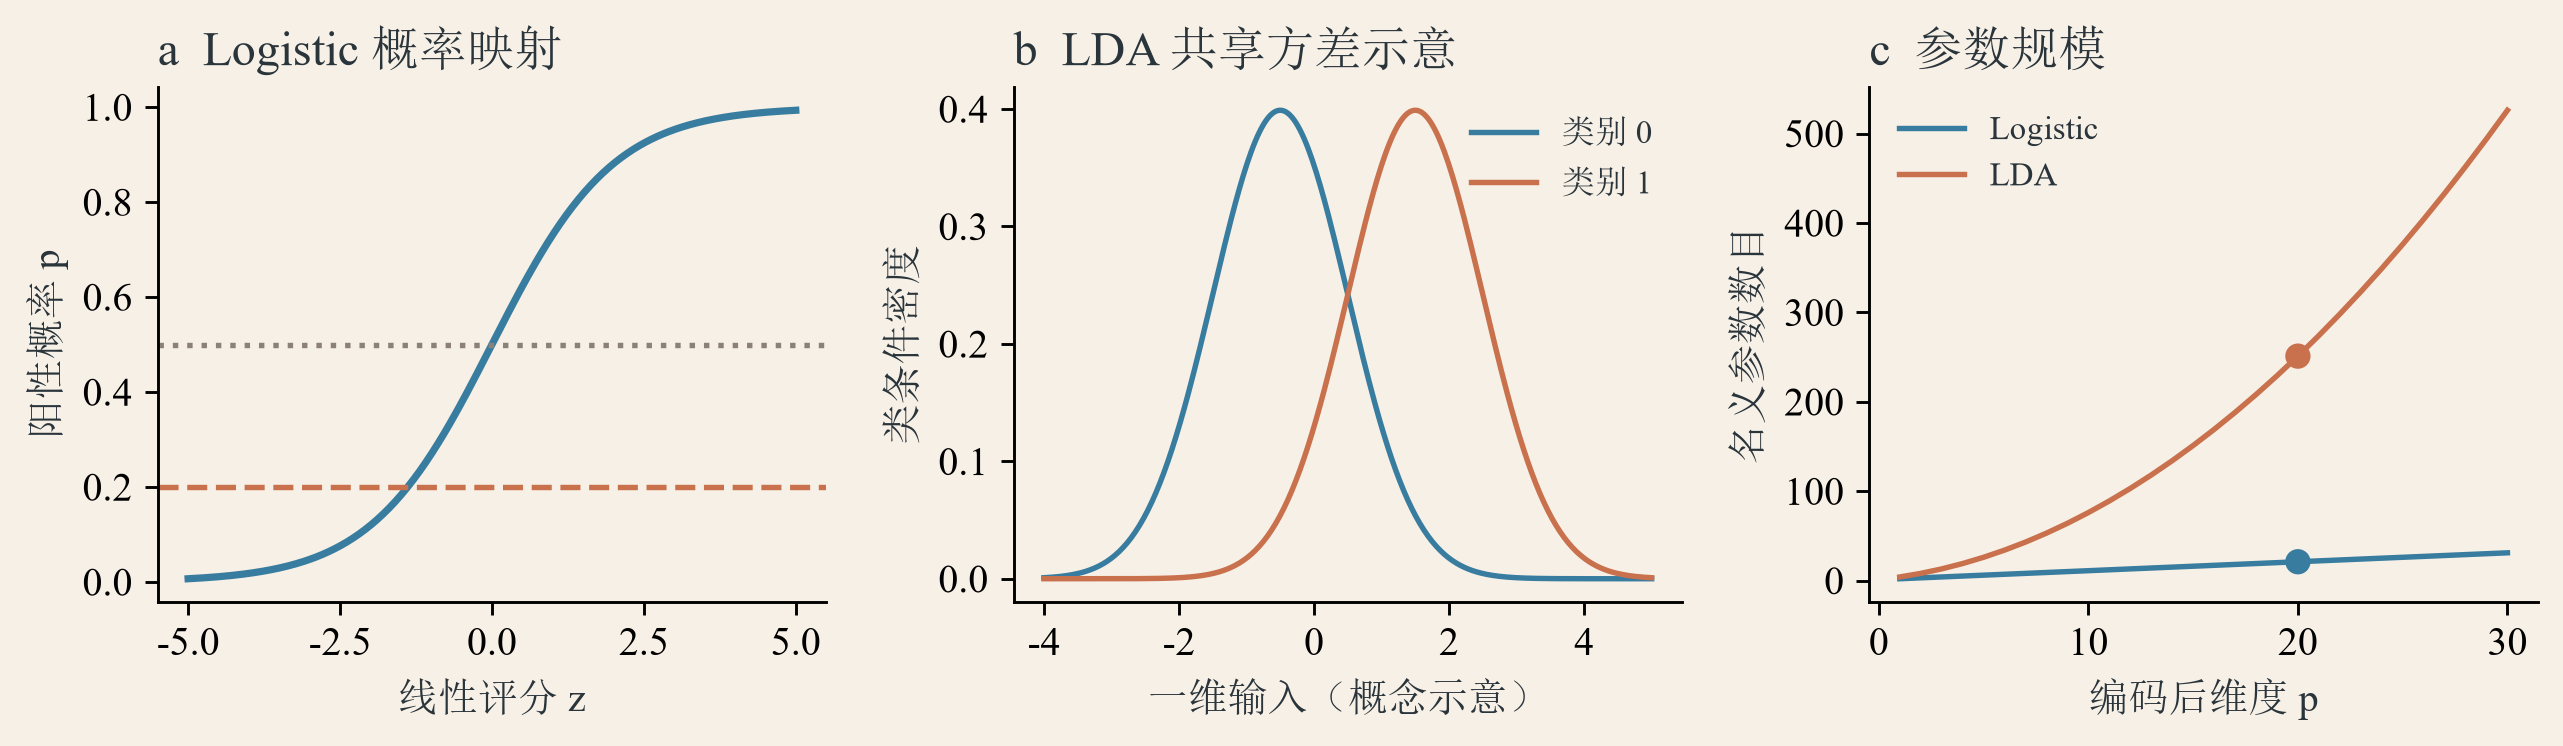 a Logistic 概率映射
1.0
0.8
0.6
0.4
0.2
0.0
阳性概率 p
-5.0 -2.5 0.0 2.5 5.0
线性评分 z
b LDA 共享方差示意
0.4
0.3
0.2
0.1
0.0
类条件密度
类别 0
类别 1
-4 -2 0 2 4
一维输入（概念示意）
c 参数规模
500
400
300
200
100
0
名义参数数目
Logistic
LDA
0 10 20 30
编码后维度 p